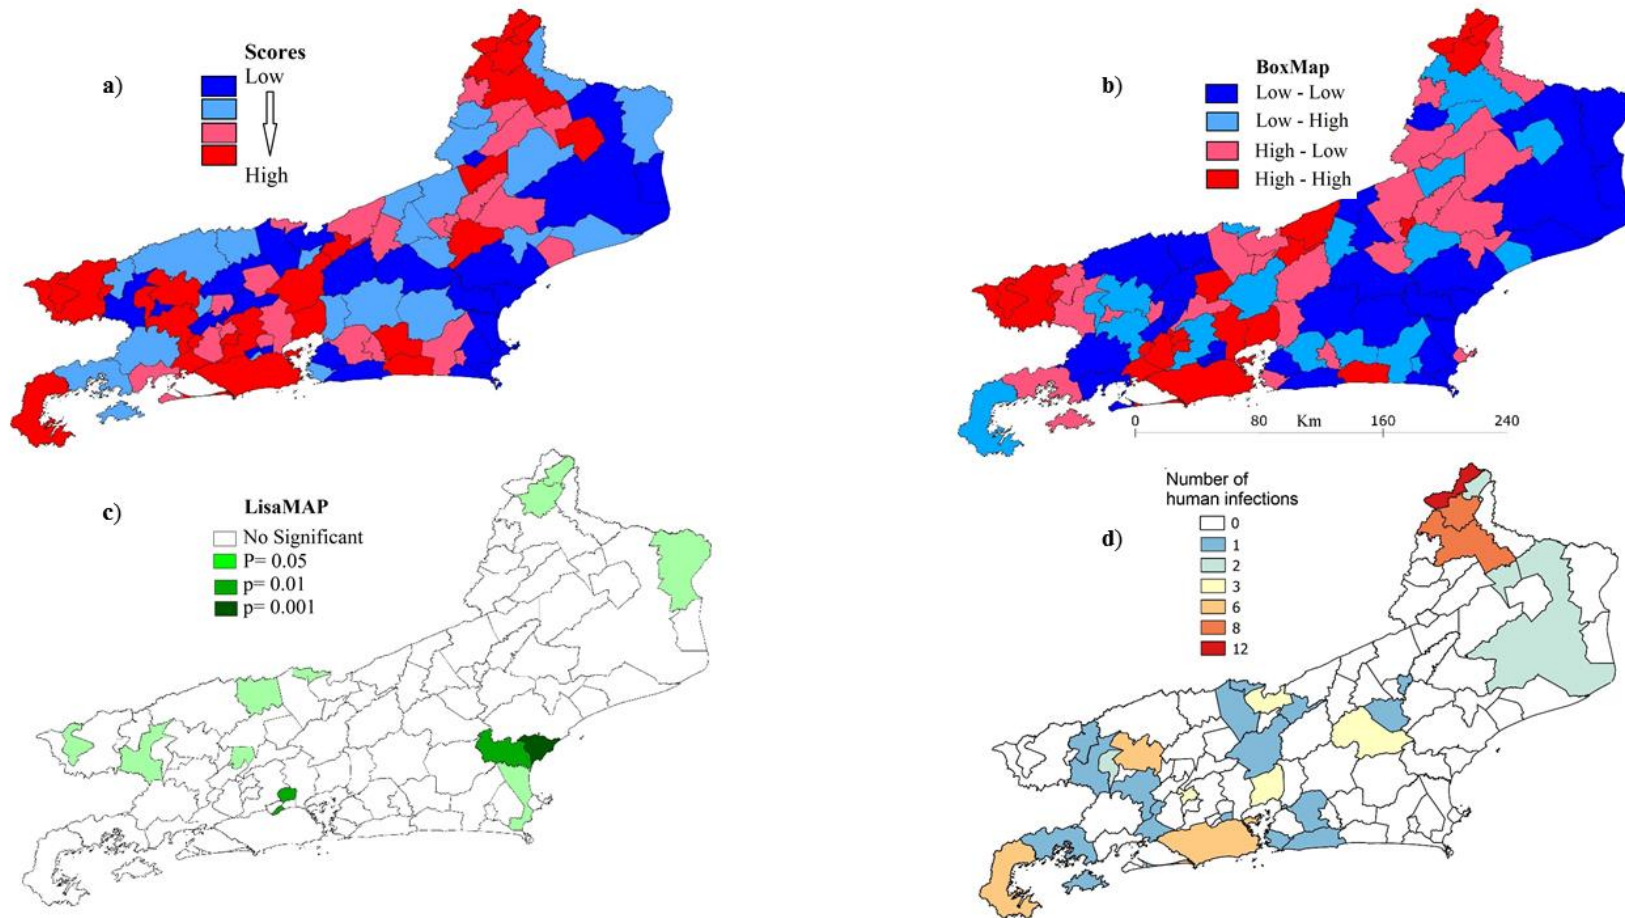 a)
Scores
Low
High
b)
BoxMap
Low - Low
Low - High
High - Low
High - High
0 80 Km 160 240
c)
LisaMAP
No Significant
P= 0.05
p= 0.01
p= 0.001
d)
Number of
human infections
0
1
2
3
6
8
12